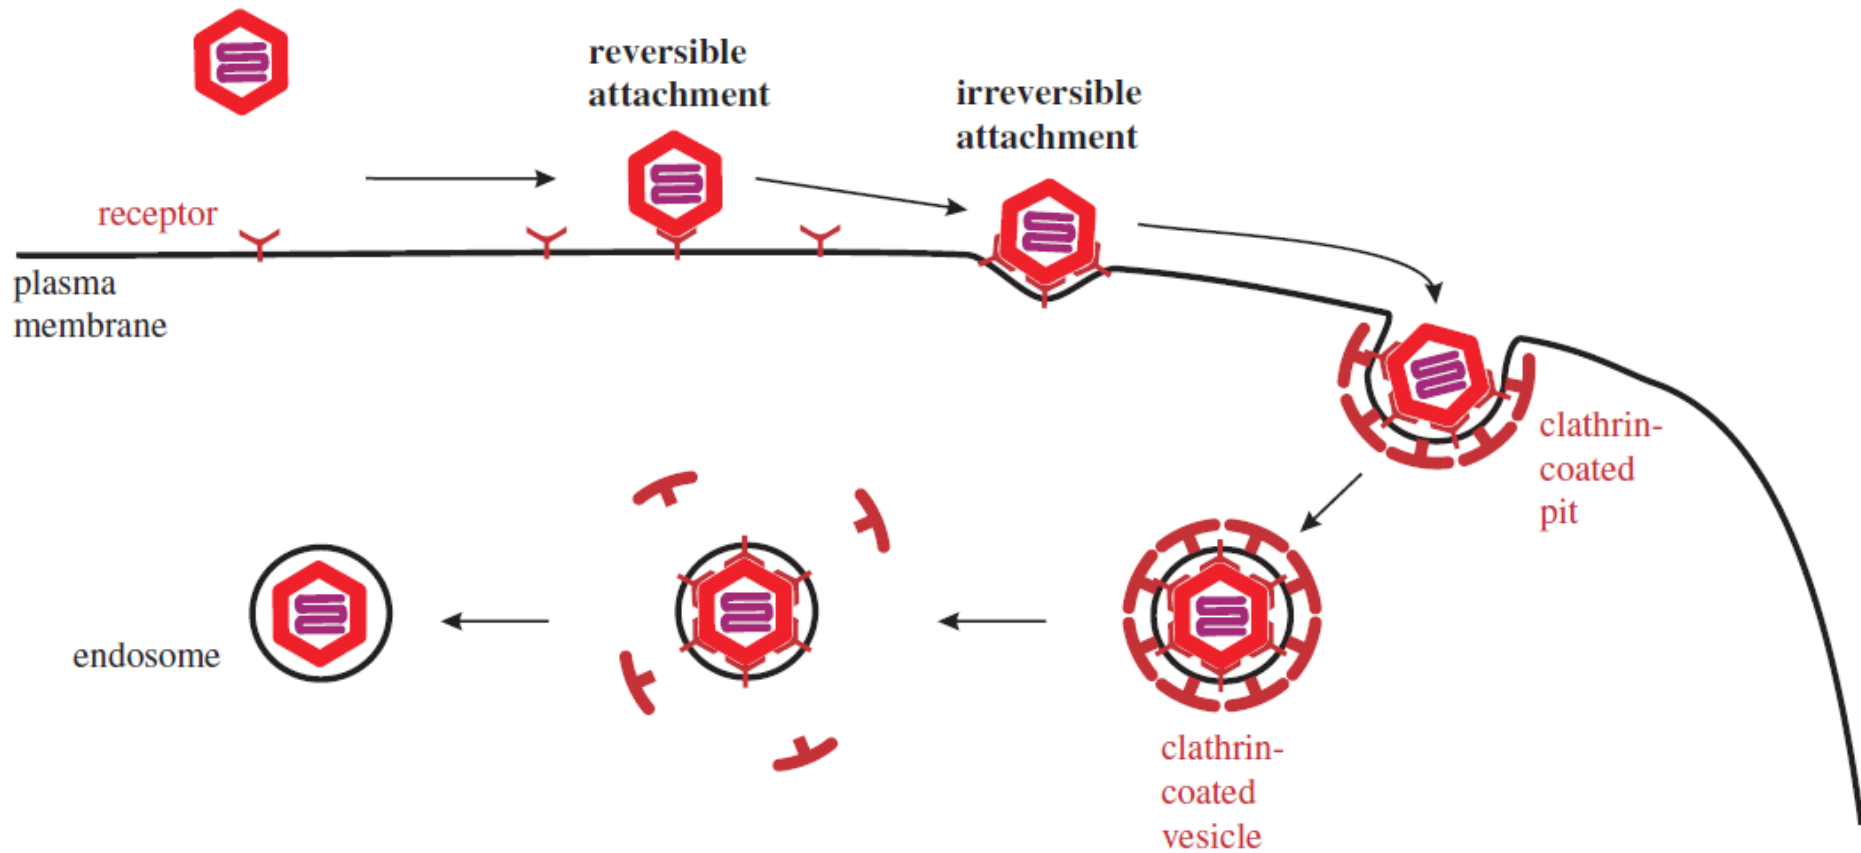 reversible
attachment
irreversible
attachment
receptor
plasma
membrane
clathrin-
coated
pit
endosome
clathrin-
coated
vesicle